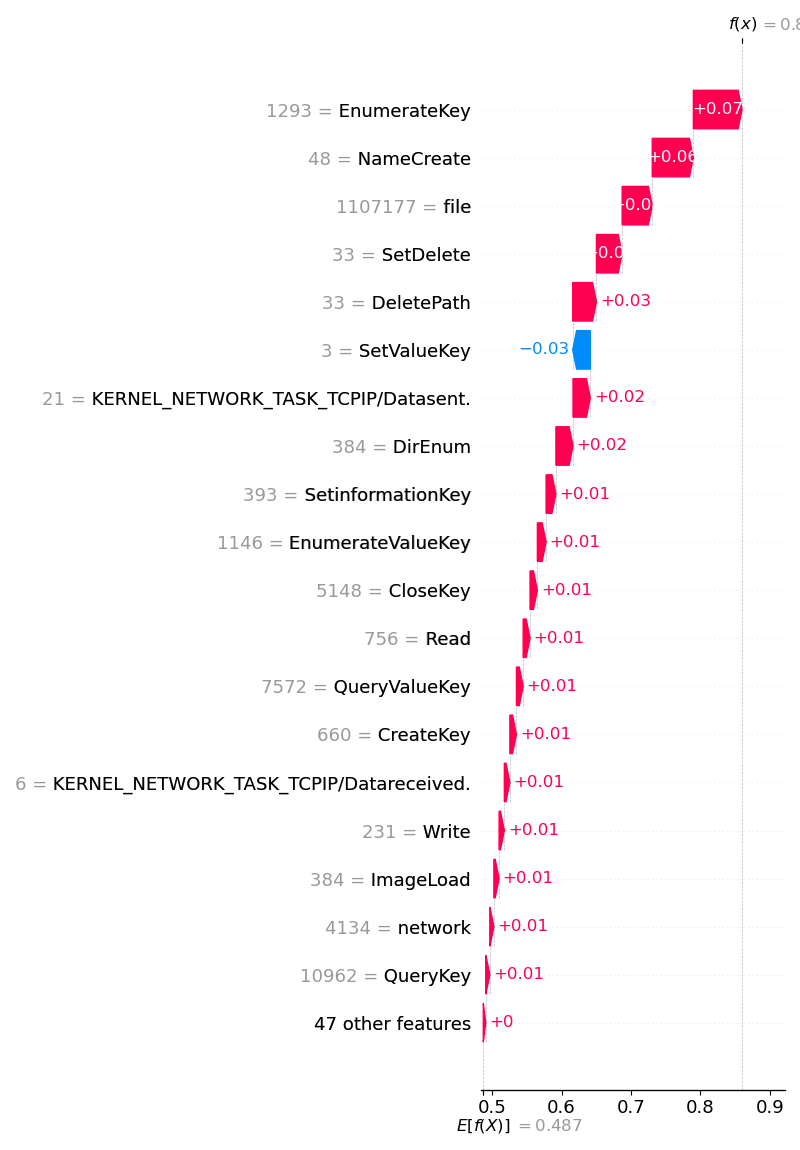 f(x) = 0.8
1293 = EnumerateKey +0.07
48 = NameCreate +0.06
1107177 = file
33 = SetDelete
33 = DeletePath +0.03
3 = SetValueKey −0.03
21 = KERNEL_NETWORK_TASK_TCPIP/Datasent. +0.02
384 = DirEnum +0.02
393 = SetinformationKey +0.01
1146 = EnumerateValueKey +0.01
5148 = CloseKey +0.01
756 = Read +0.01
7572 = QueryValueKey +0.01
660 = CreateKey +0.01
6 = KERNEL_NETWORK_TASK_TCPIP/Datareceived. +0.01
231 = Write +0.01
384 = ImageLoad +0.01
4134 = network +0.01
10962 = QueryKey +0.01
47 other features +0
0.5 0.6 0.7 0.8 0.9
E[f(X)] = 0.487